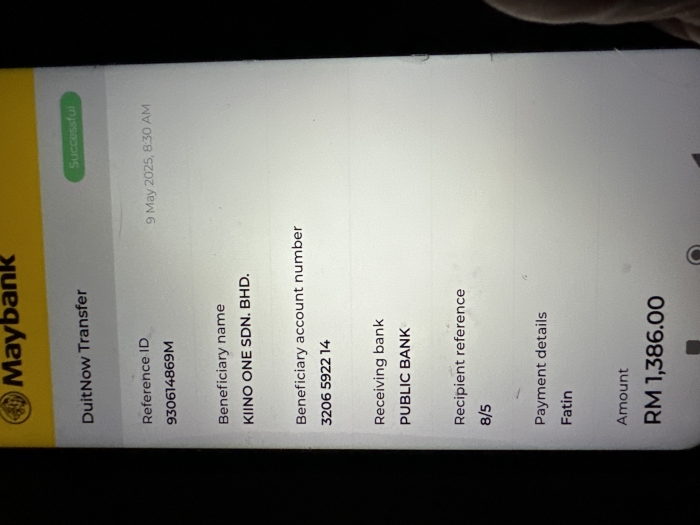 Maybank
DuitNow Transfer
Successful
Reference ID
9 May 2025, 8:30 AM
930614869M
Beneficiary name
KIINO ONE SDN. BHD.
Beneficiary account number
3206 5922 14
Receiving bank
PUBLIC BANK
Recipient reference
8/5
Payment details
Fatin
Amount
RM 1,386.00